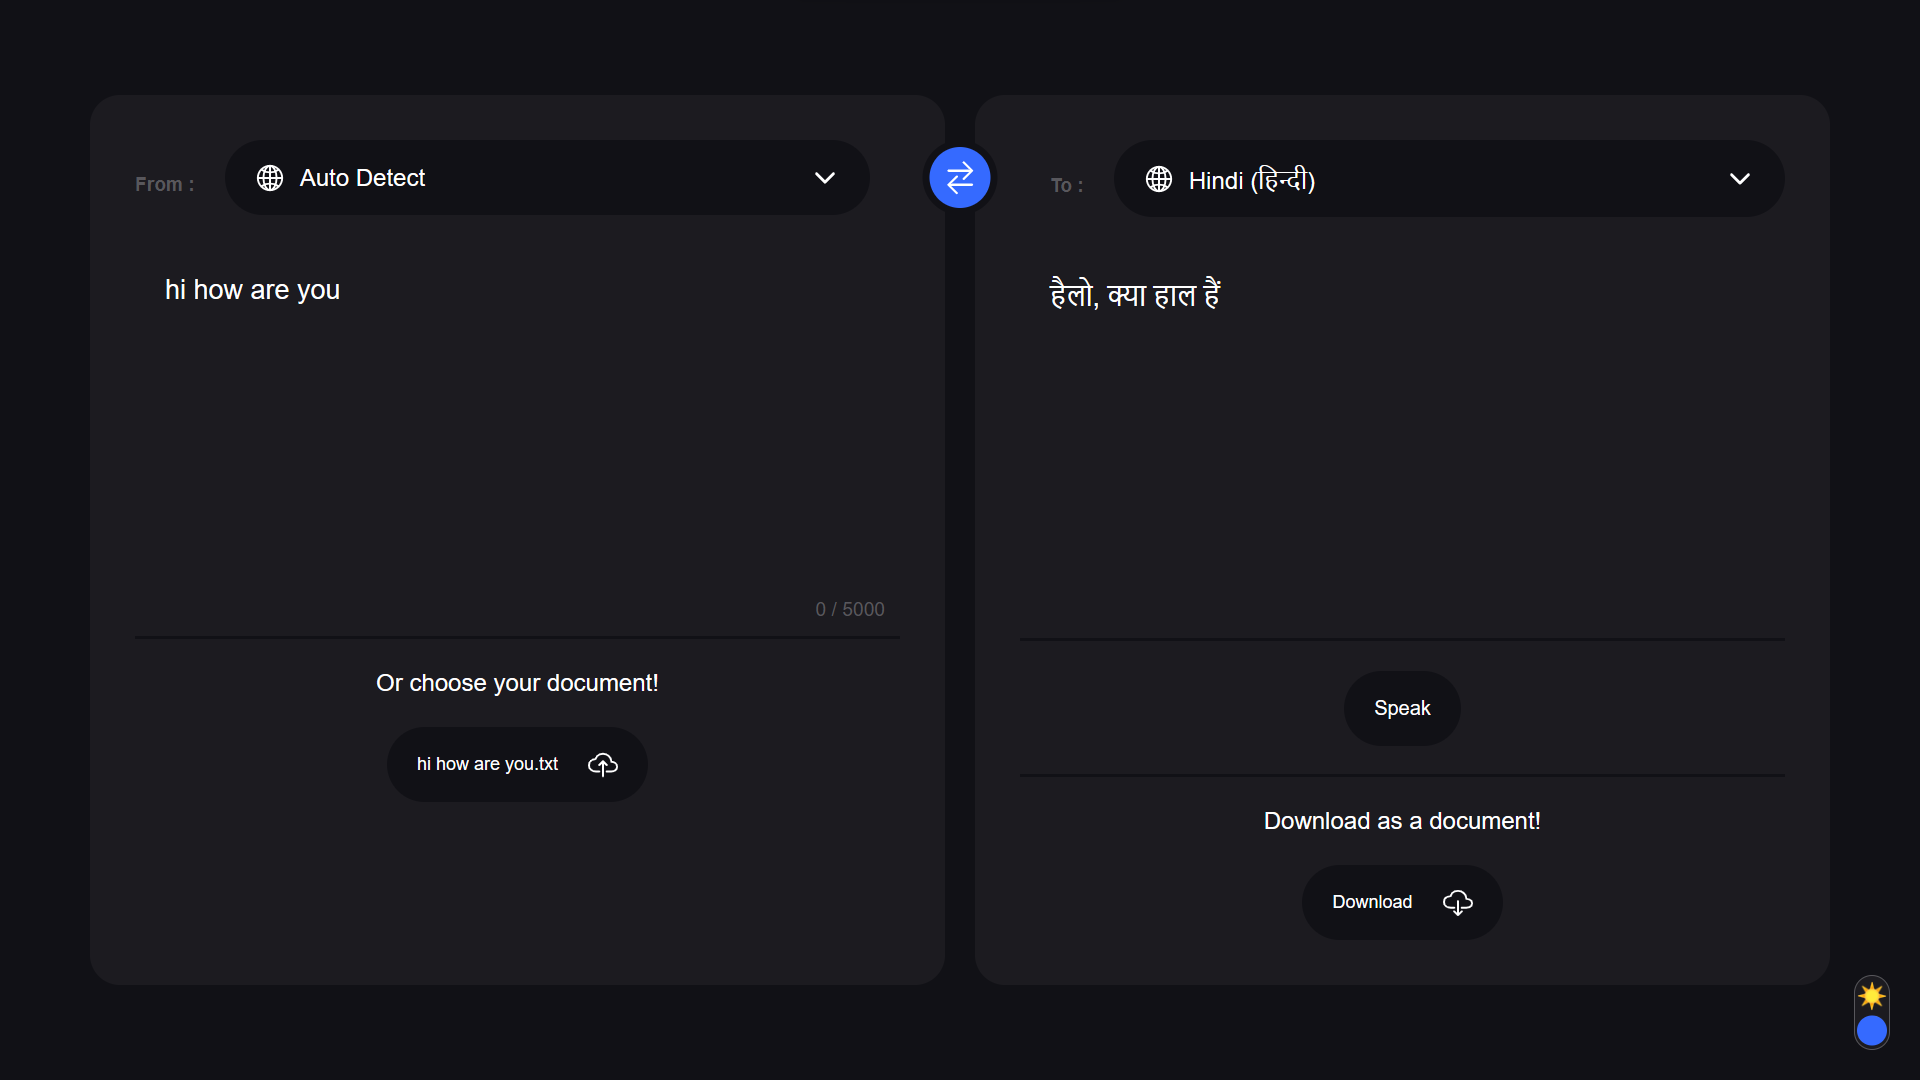 From :
Auto Detect
hi how are you
0 / 5000
Or choose your document!
hi how are you.txt
To :
Hindi (हिन्दी)
हैलो, क्या हाल हैं
Speak
Download as a document!
Download